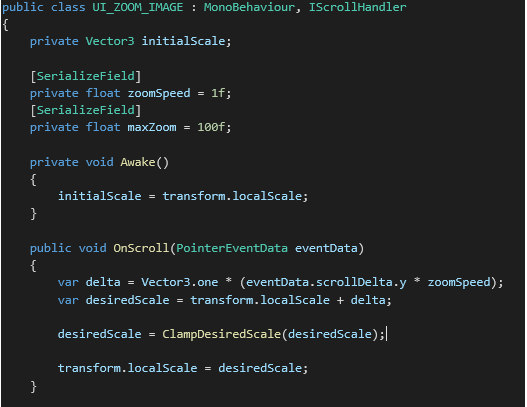 public class UI_ZOOM_IMAGE : MonoBehaviour, IScrollHandler
{
    private Vector3 initialScale;

    [SerializeField]
    private float zoomSpeed = 1f;
    [SerializeField]
    private float maxZoom = 100f;

    private void Awake()
    {
        initialScale = transform.localScale;
    }

    public void OnScroll(PointerEventData eventData)
    {
        var delta = Vector3.one * (eventData.scrollDelta.y * zoomSpeed);
        var desiredScale = transform.localScale + delta;

        desiredScale = ClampDesiredScale(desiredScale);

        transform.localScale = desiredScale;
    }